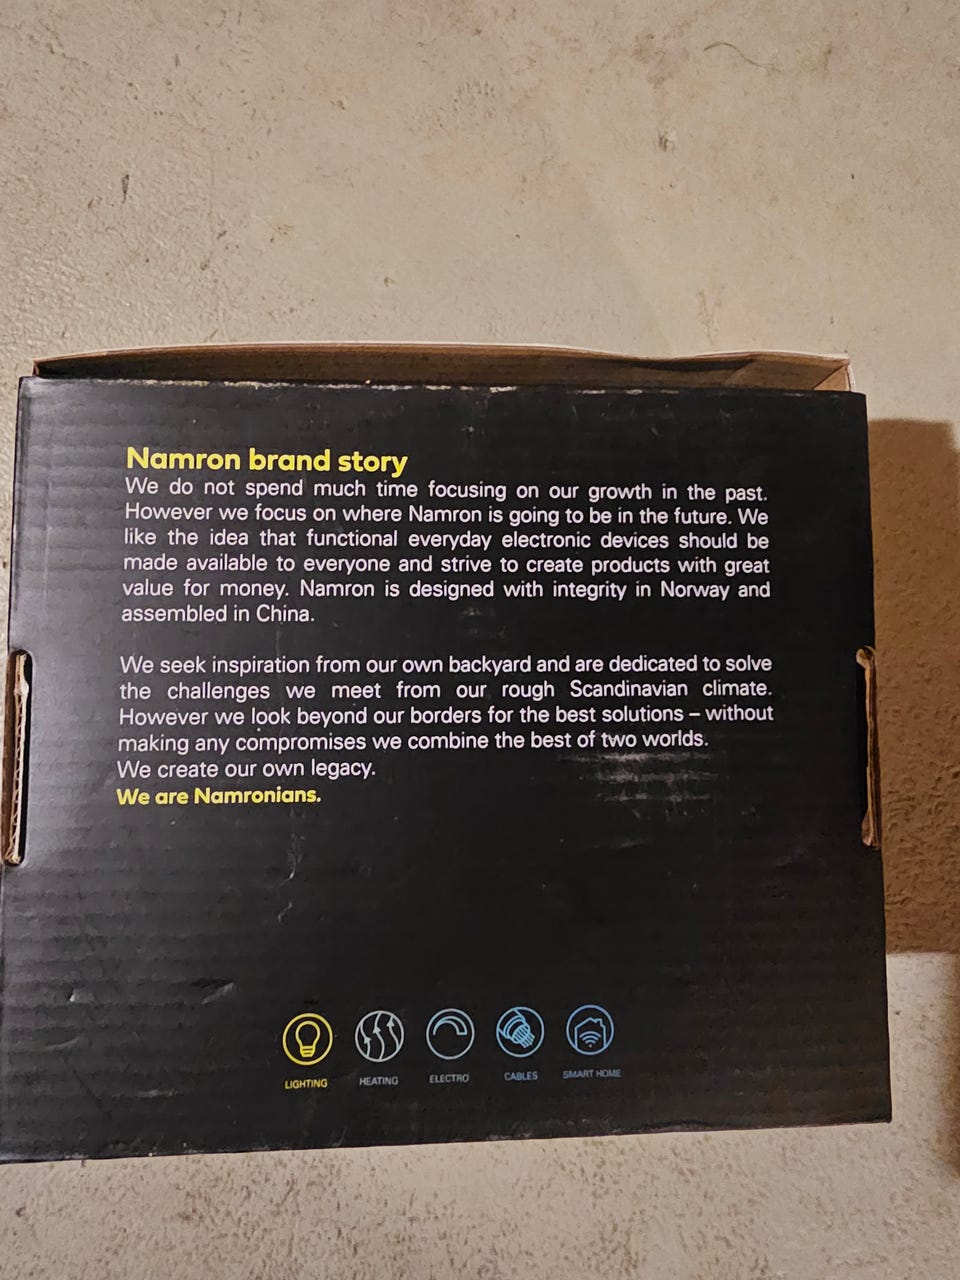 Namron brand story
We do not spend much time focusing on our growth in the past.
However we focus on where Namron is going to be in the future. We
like the idea that functional everyday electronic devices should be
made available to everyone and strive to create products with great
value for money. Namron is designed with integrity in Norway and
assembled in China.
We seek inspiration from our own backyard and are dedicated to solve
the challenges we meet from our rough Scandinavian climate.
However we look beyond our borders for the best solutions – without
making any compromises we combine the best of two worlds.
We create our own legacy.
We are Namronians.
LIGHTING HEATING ELECTRO CABLES SMART HOME